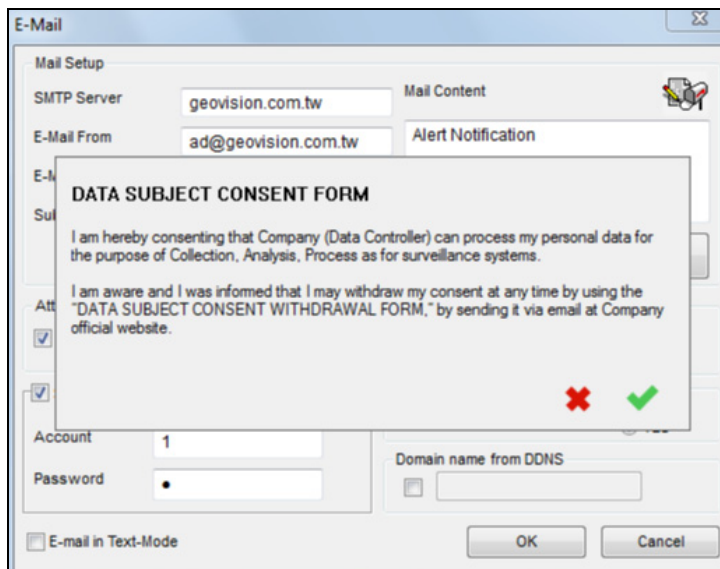 E-Mail
Mail Setup
SMTP Server
geovision.com.tw
Mail Content
E-Mail From
ad@geovision.com.tw
Alert Notification
DATA SUBJECT CONSENT FORM
I am hereby consenting that Company (Data Controller) can process my personal data for
the purpose of Collection, Analysis, Process as for surveillance systems.
I am aware and I was informed that I may withdraw my consent at any time by using the
"DATA SUBJECT CONSENT WITHDRAWAL FORM," by sending it via email at Company
official website.
Account
1
Password
Domain name from DDNS
E-mail in Text-Mode
OK
Cancel